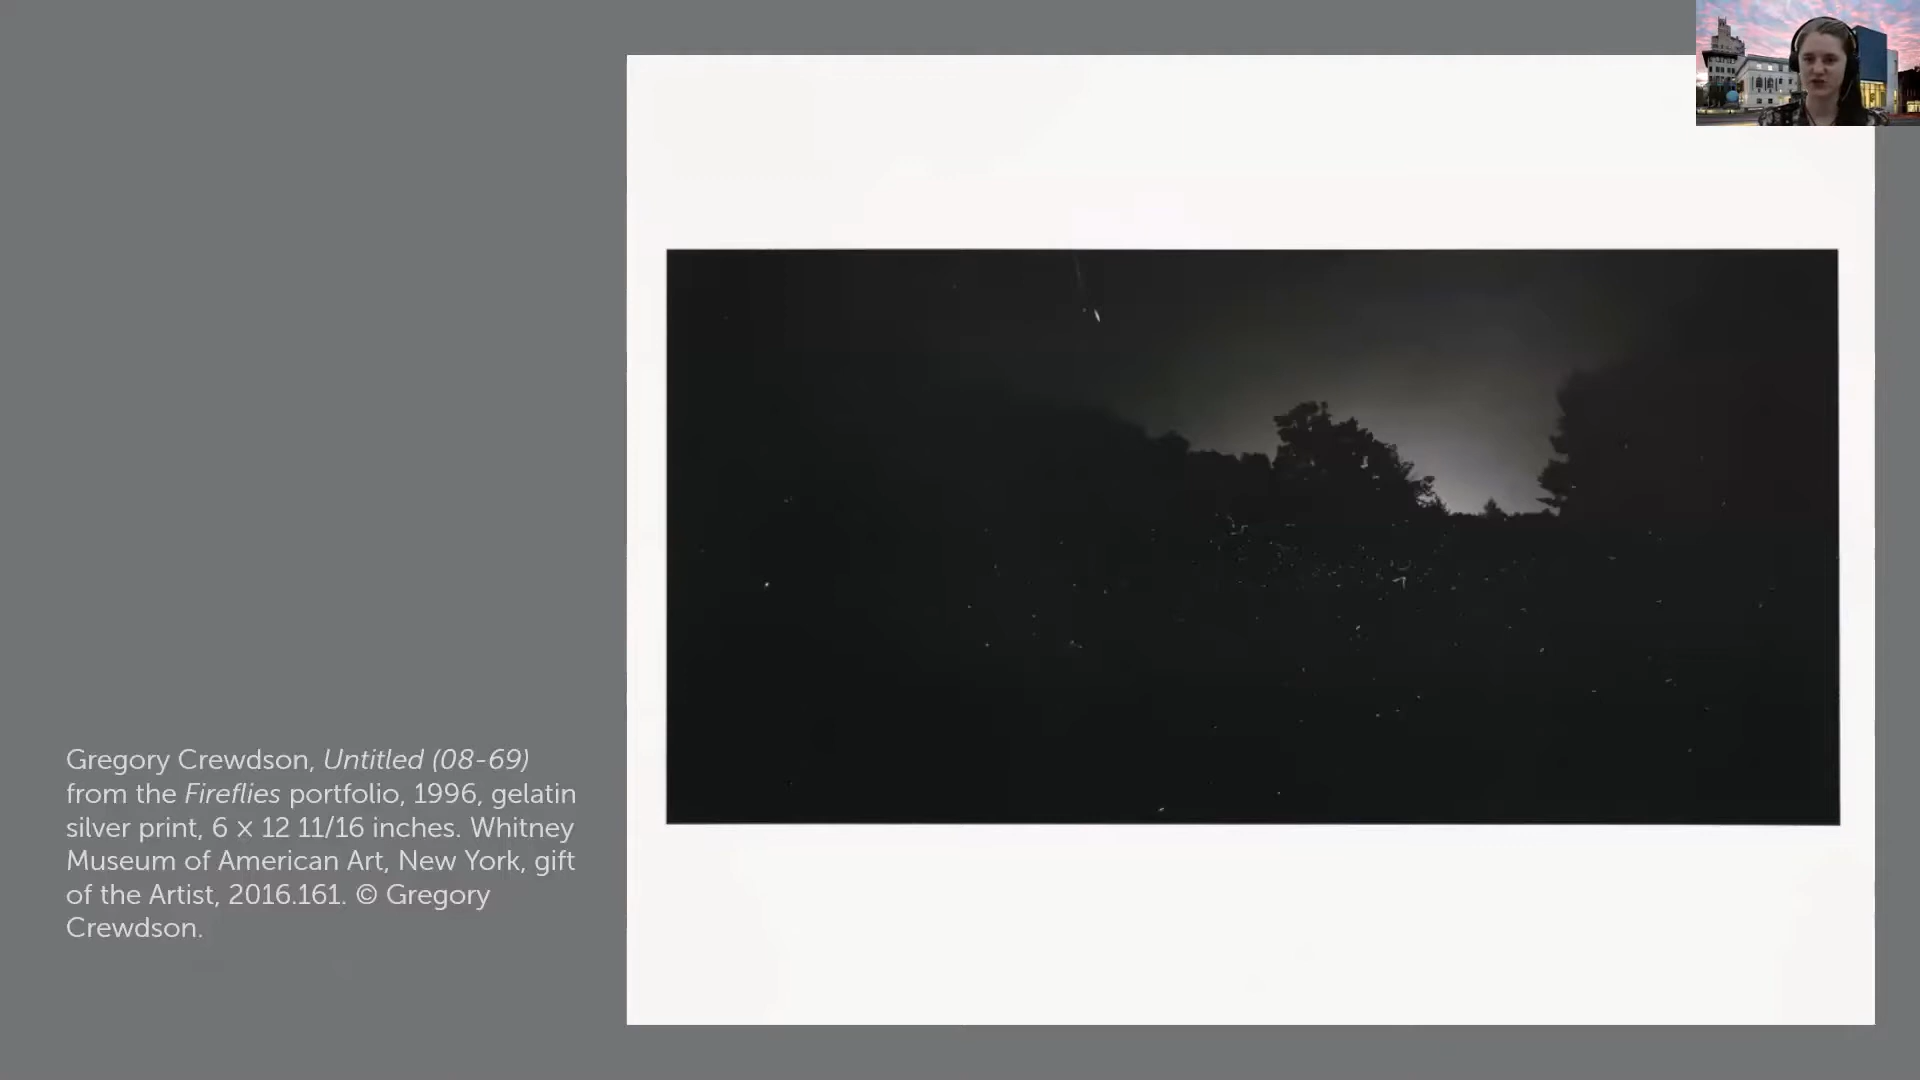 Gregory Crewdson, Untitled (08-69)
from the Fireflies portfolio, 1996, gelatin
silver print, 6 x 12 11/16 inches. Whitney
Museum of American Art, New York, gift
of the Artist, 2016.161. © Gregory
Crewdson.